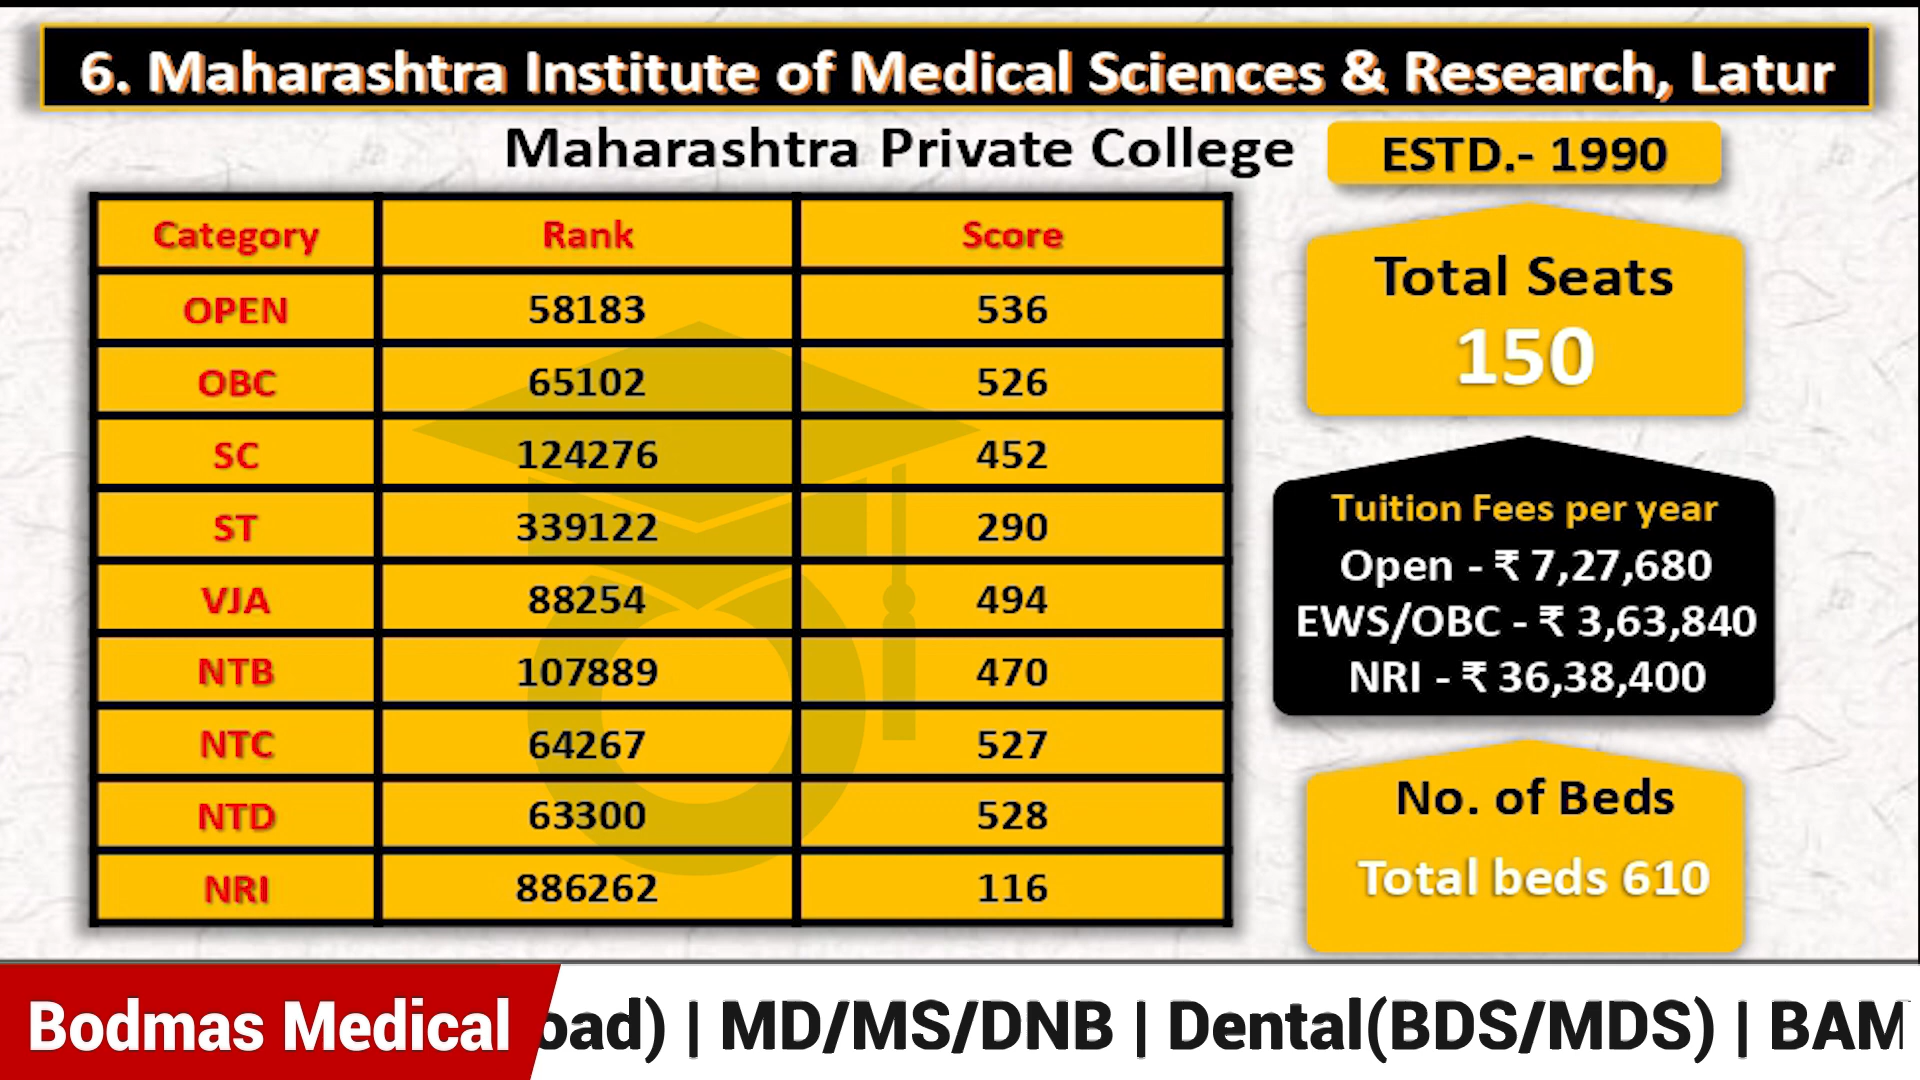 6. Maharashtra Institute of Medical Sciences & Research, Latur
Maharashtra Private College
ESTD.- 1990
Category Rank Score
OPEN 58183 536
OBC 65102 526
SC 124276 452
ST 339122 290
VJA 88254 494
NTB 107889 470
NTC 64267 527
NTD 63300 528
NRI 886262 116
Total Seats
150
Tuition Fees per year
Open - ₹ 7,27,680
EWS/OBC - ₹ 3,63,840
NRI - ₹ 36,38,400
No. of Beds
Total beds 610
Bodmas Medical oad) | MD/MS/DNB | Dental(BDS/MDS) | BAM